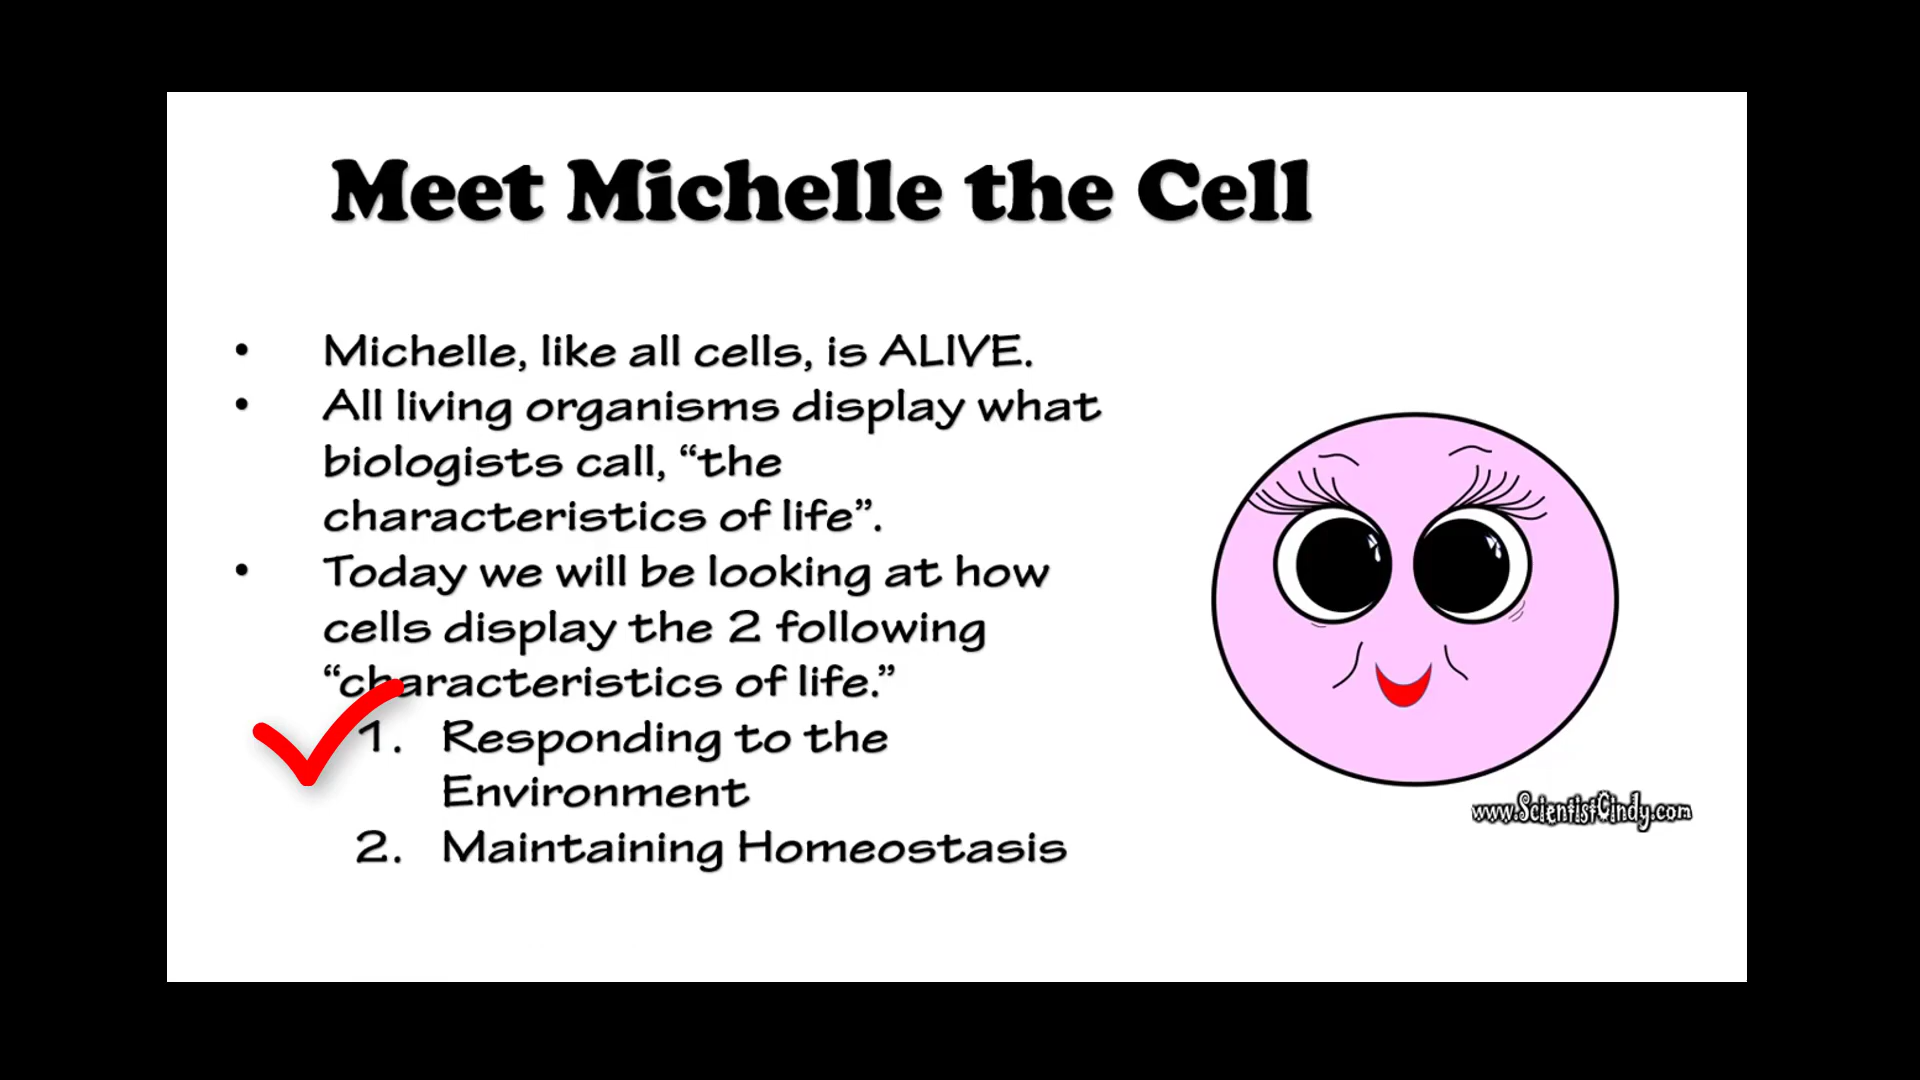 Meet Michelle the Cell
• Michelle, like all cells, is ALIVE.
• All living organisms display what
biologists call, “the
characteristics of life”.
• Today we will be looking at how
cells display the 2 following
“characteristics of life.”
1. Responding to the
Environment
2. Maintaining Homeostasis
www.ScientistCindy.com